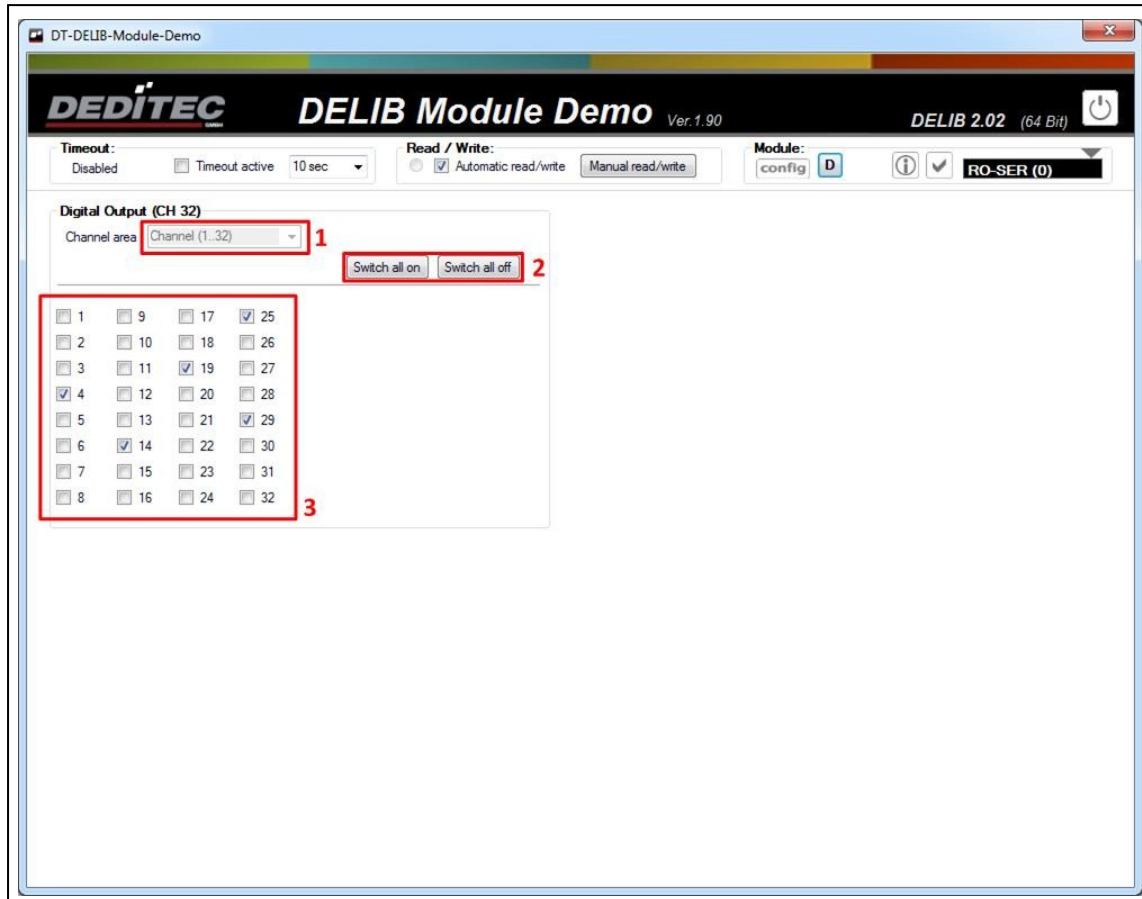 DT-DELIB-Module-Demo
DEDITEC GMBH DELIB Module Demo Ver. 1.90 DELIB 2.02 (64 Bit)
Timeout: Read / Write: Module:
Disabled Timeout active 10 sec Automatic read/write Manual read/write config D RO-SER (0)
Digital Output (CH 32)
Channel area Channel (1..32) 1
Switch all on Switch all off 2
1 9 17 25
2 10 18 26
3 11 19 27
4 12 20 28
5 13 21 29
6 14 22 30
7 15 23 31
8 16 24 32
3